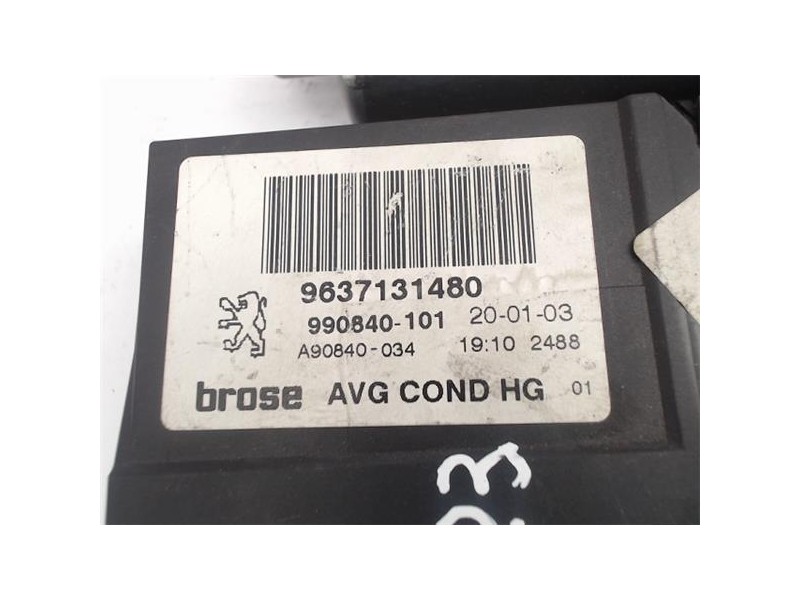 9637131480
990840-101 20-01-03
A90840-034 19:10 2488
brose AVG COND HG 01